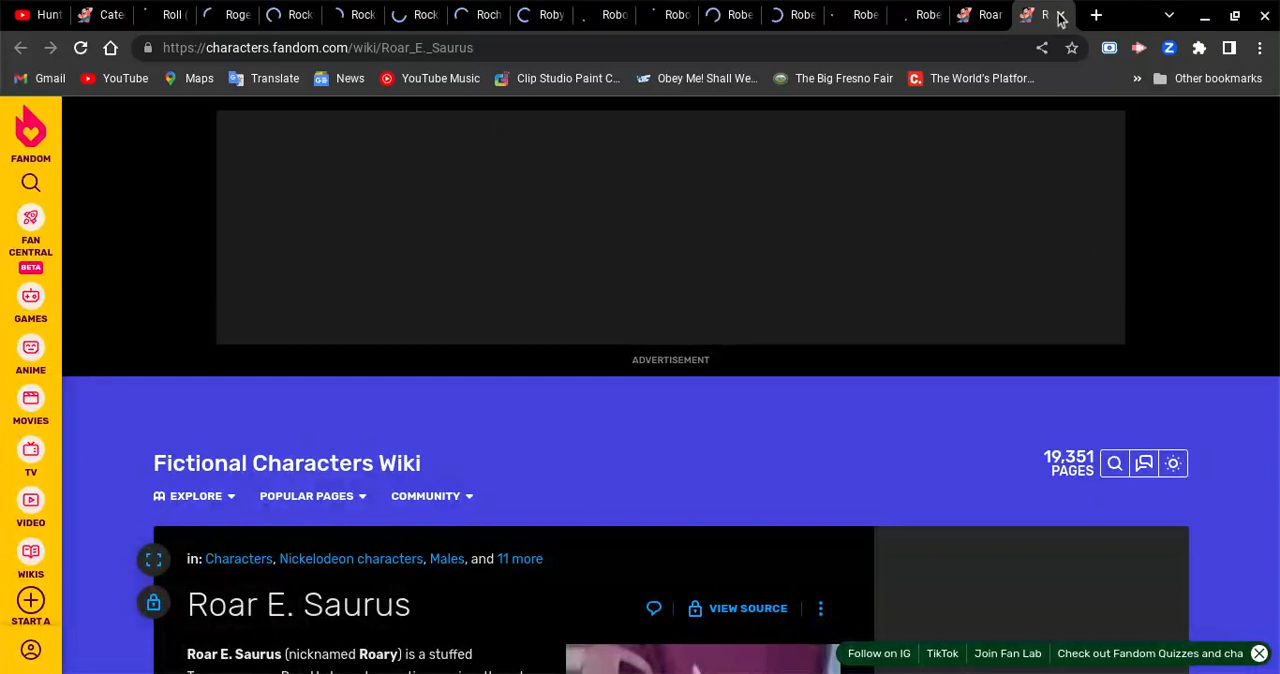 Hunt
Cate
Roll (
Roge
Rock
Rock
Rock
Roch
Roby
Robo
Robo
Robe
Robe
Robe
Robe
Roar
R
https://characters.fandom.com/wiki/Roar_E._Saurus
Gmail
YouTube
Maps
Translate
News
YouTube Music
Clip Studio Paint C...
Obey Me! Shall We...
The Big Fresno Fair
The World's Platfor...
Other bookmarks
FANDOM
FAN
CENTRAL
BETA
GAMES
ANIME
MOVIES
TV
VIDEO
WIKIS
START A
ADVERTISEMENT
Fictional Characters Wiki
19,351
PAGES
EXPLORE
POPULAR PAGES
COMMUNITY
in: Characters, Nickelodeon characters, Males, and 11 more
Roar E. Saurus
VIEW SOURCE
Roar E. Saurus (nicknamed Roary) is a stuffed
Follow on IG
TikTok
Join Fan Lab
Check out Fandom Quizzes and cha